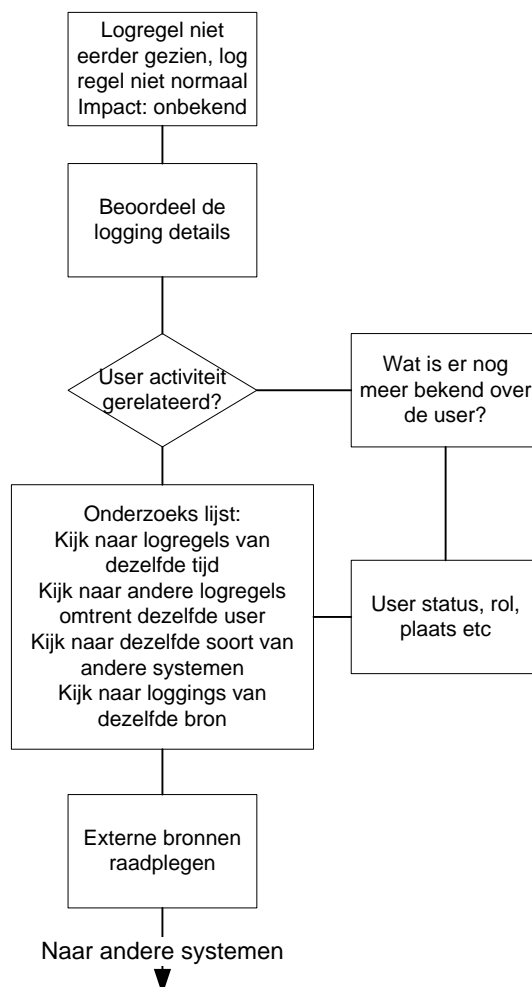 Logregel niet
eerder gezien, log
regel niet normaal
Impact: onbekend
Beoordeel de
logging details
User activiteit
gerelateerd?
Wat is er nog
meer bekend over
de user?
Onderzoeks lijst:
Kijk naar logregels van
dezelfde tijd
Kijk naar andere logregels
omtrent dezelfde user
Kijk naar dezelfde soort van
andere systemen
Kijk naar loggings van
dezelfde bron
User status, rol,
plaats etc
Externe bronnen
raadplegen
Naar andere systemen